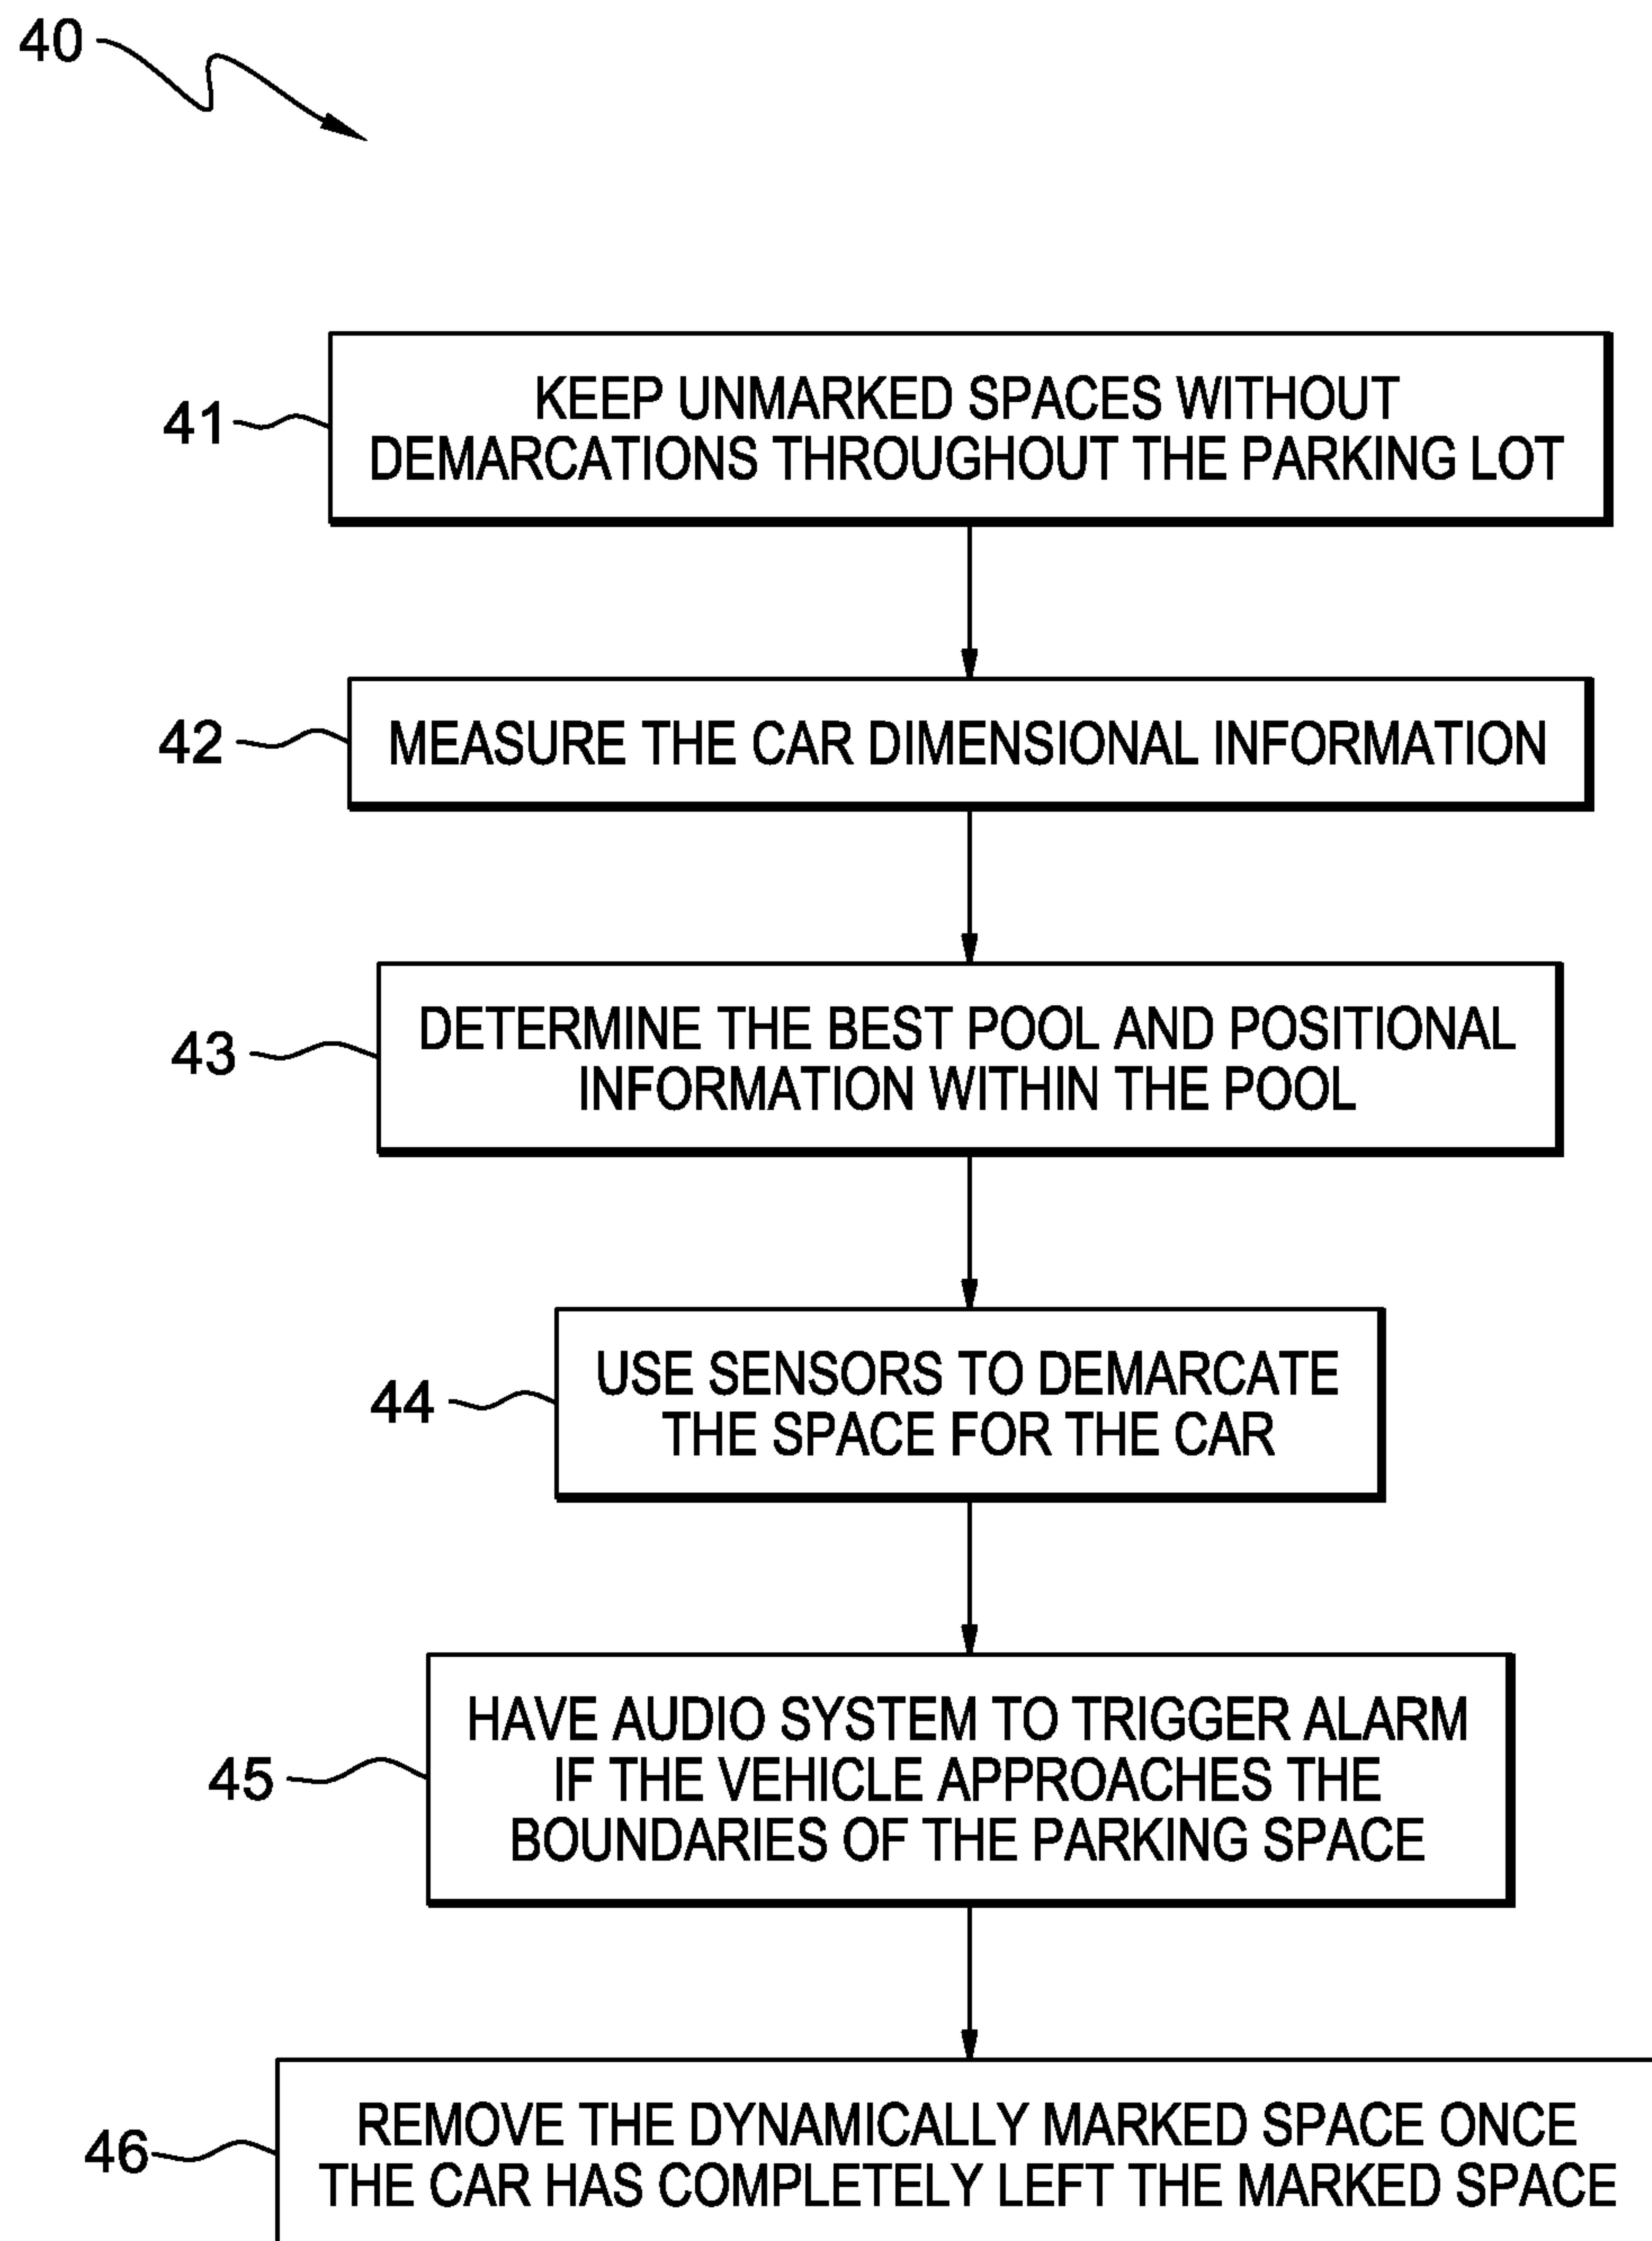 40
41
KEEP UNMARKED SPACES WITHOUT
DEMARCATIONS THROUGHOUT THE PARKING LOT
42
MEASURE THE CAR DIMENSIONAL INFORMATION
43
DETERMINE THE BEST POOL AND POSITIONAL
INFORMATION WITHIN THE POOL
44
USE SENSORS TO DEMARCATE
THE SPACE FOR THE CAR
45
HAVE AUDIO SYSTEM TO TRIGGER ALARM
IF THE VEHICLE APPROACHES THE
BOUNDARIES OF THE PARKING SPACE
46
REMOVE THE DYNAMICALLY MARKED SPACE ONCE
THE CAR HAS COMPLETELY LEFT THE MARKED SPACE